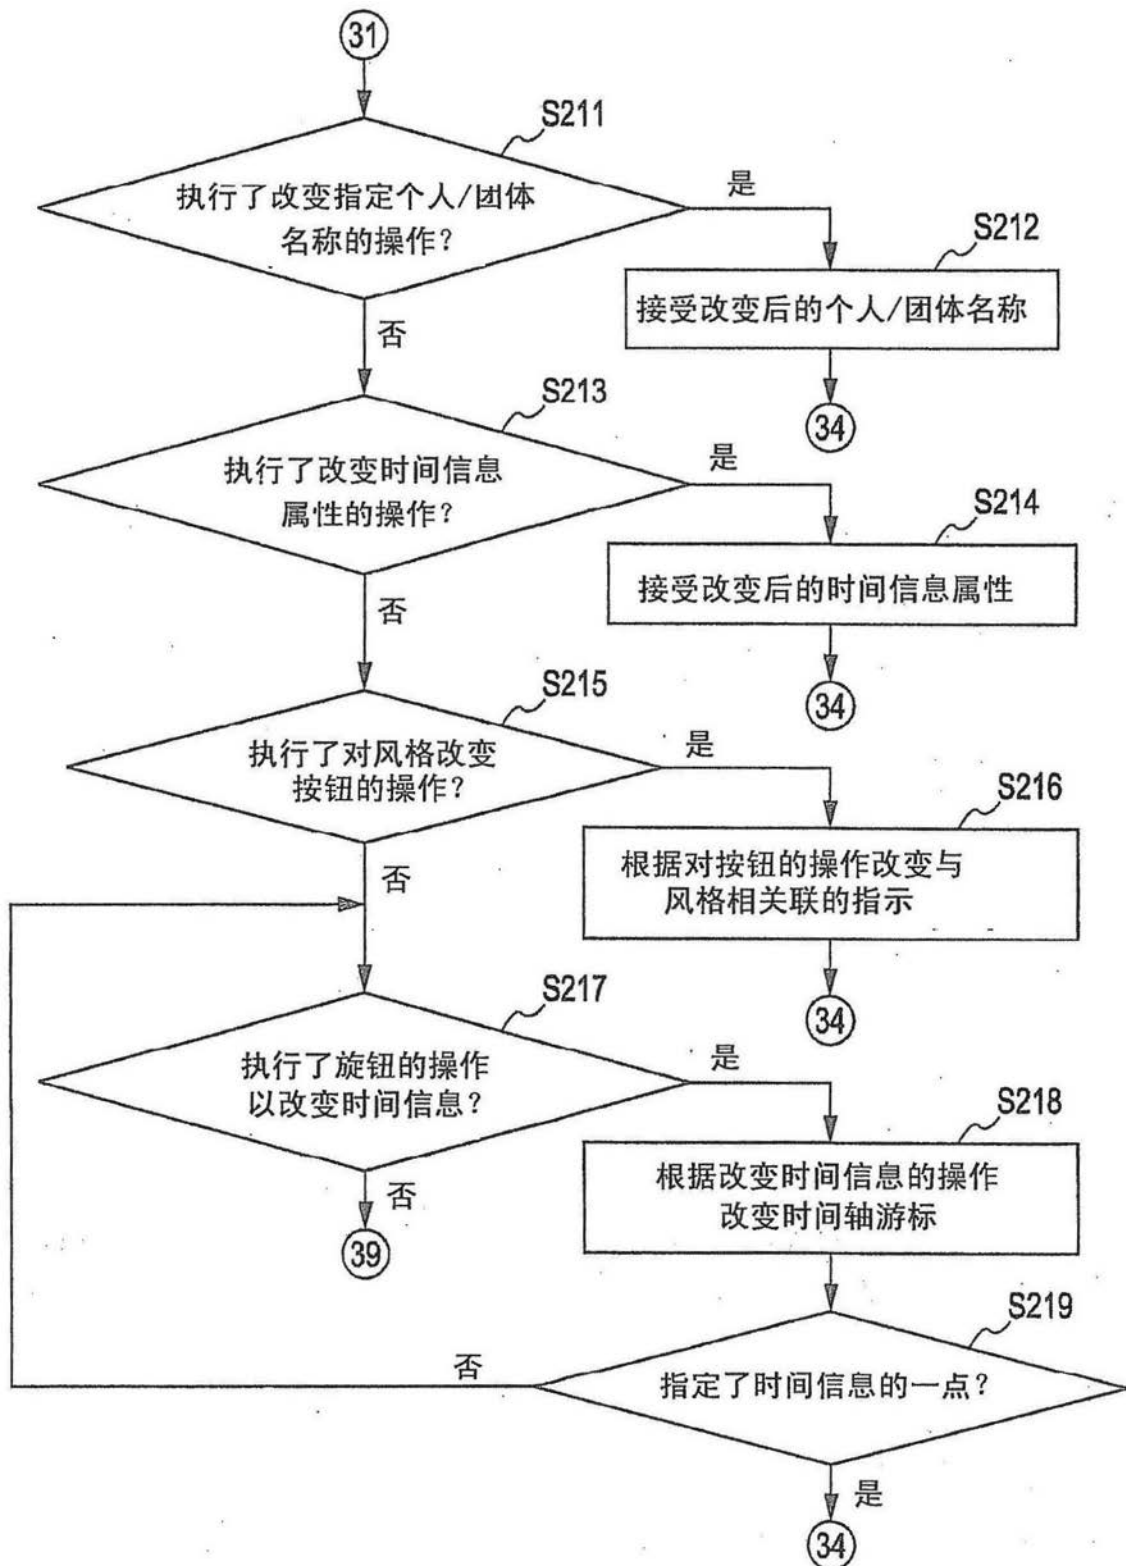 31
S211
执行了改变指定个人/团体
名称的操作?
是
S212
接受改变后的个人/团体名称
34
否
S213
执行了改变时间信息
属性的操作?
是
S214
接受改变后的时间信息属性
34
否
S215
执行了对风格改变
按钮的操作?
是
S216
根据对按钮的操作改变与
风格相关联的指示
34
否
S217
执行了旋钮的操作
以改变时间信息?
是
S218
根据改变时间信息的操作
改变时间轴游标
否
39
S219
指定了时间信息的一点?
否
是
34